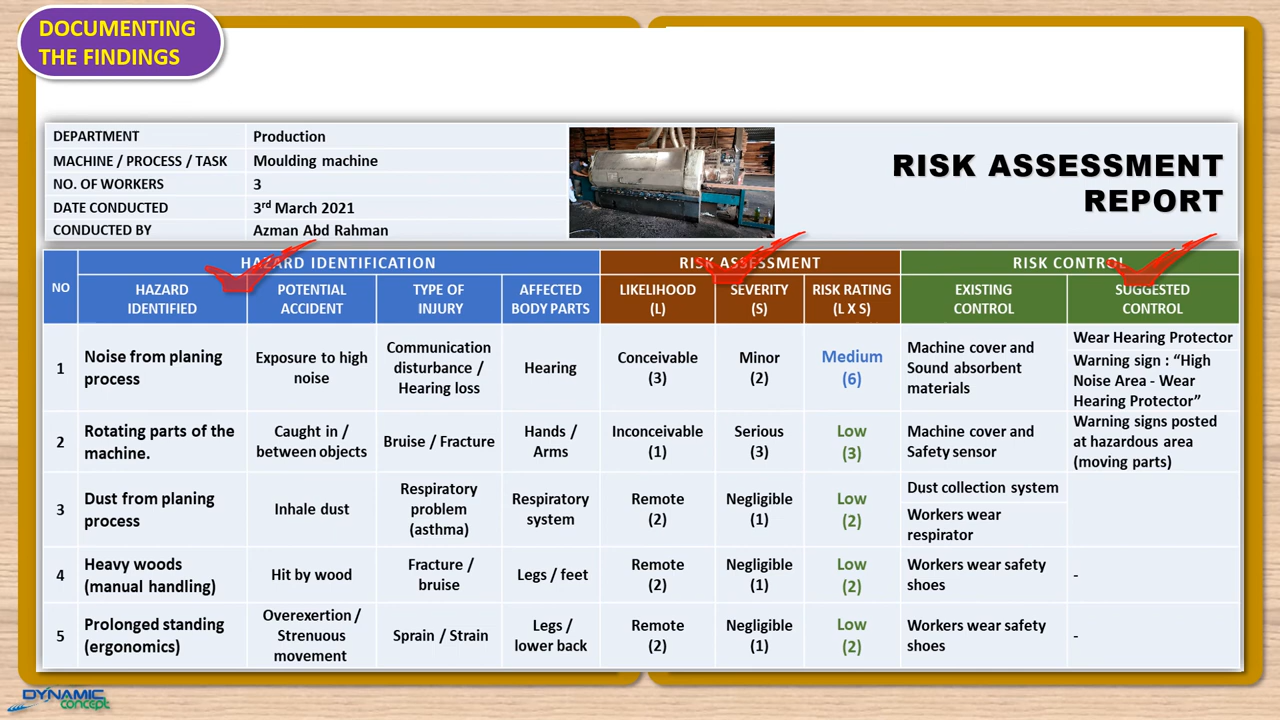 DOCUMENTING
THE FINDINGS
DEPARTMENT Production
MACHINE / PROCESS / TASK Moulding machine
NO. OF WORKERS 3
DATE CONDUCTED 3rd March 2021
CONDUCTED BY Azman Abd Rahman
RISK ASSESSMENT
REPORT
NO
HAZARD IDENTIFICATION
RISK ASSESSMENT
RISK CONTROL
HAZARD
IDENTIFIED
POTENTIAL
ACCIDENT
TYPE OF
INJURY
AFFECTED
BODY PARTS
LIKELIHOOD
(L)
SEVERITY
(S)
RISK RATING
(L X S)
EXISTING
CONTROL
SUGGESTED
CONTROL
1
Noise from planing
process
Exposure to high
noise
Communication
disturbance /
Hearing loss
Hearing
Conceivable
(3)
Minor
(2)
Medium
(6)
Machine cover and
Sound absorbent
materials
Wear Hearing Protector
Warning sign : “High
Noise Area - Wear
Hearing Protector”
2
Rotating parts of the
machine.
Caught in /
between objects
Bruise / Fracture
Hands /
Arms
Inconceivable
(1)
Serious
(3)
Low
(3)
Machine cover and
Safety sensor
Warning signs posted
at hazardous area
(moving parts)
3
Dust from planing
process
Inhale dust
Respiratory
problem
(asthma)
Respiratory
system
Remote
(2)
Negligible
(1)
Low
(2)
Dust collection system
Workers wear
respirator
4
Heavy woods
(manual handling)
Hit by wood
Fracture /
bruise
Legs / feet
Remote
(2)
Negligible
(1)
Low
(2)
Workers wear safety
shoes
-
5
Prolonged standing
(ergonomics)
Overexertion /
Strenuous
movement
Sprain / Strain
Legs /
lower back
Remote
(2)
Negligible
(1)
Low
(2)
Workers wear safety
shoes
-
DYNAMIC
concept